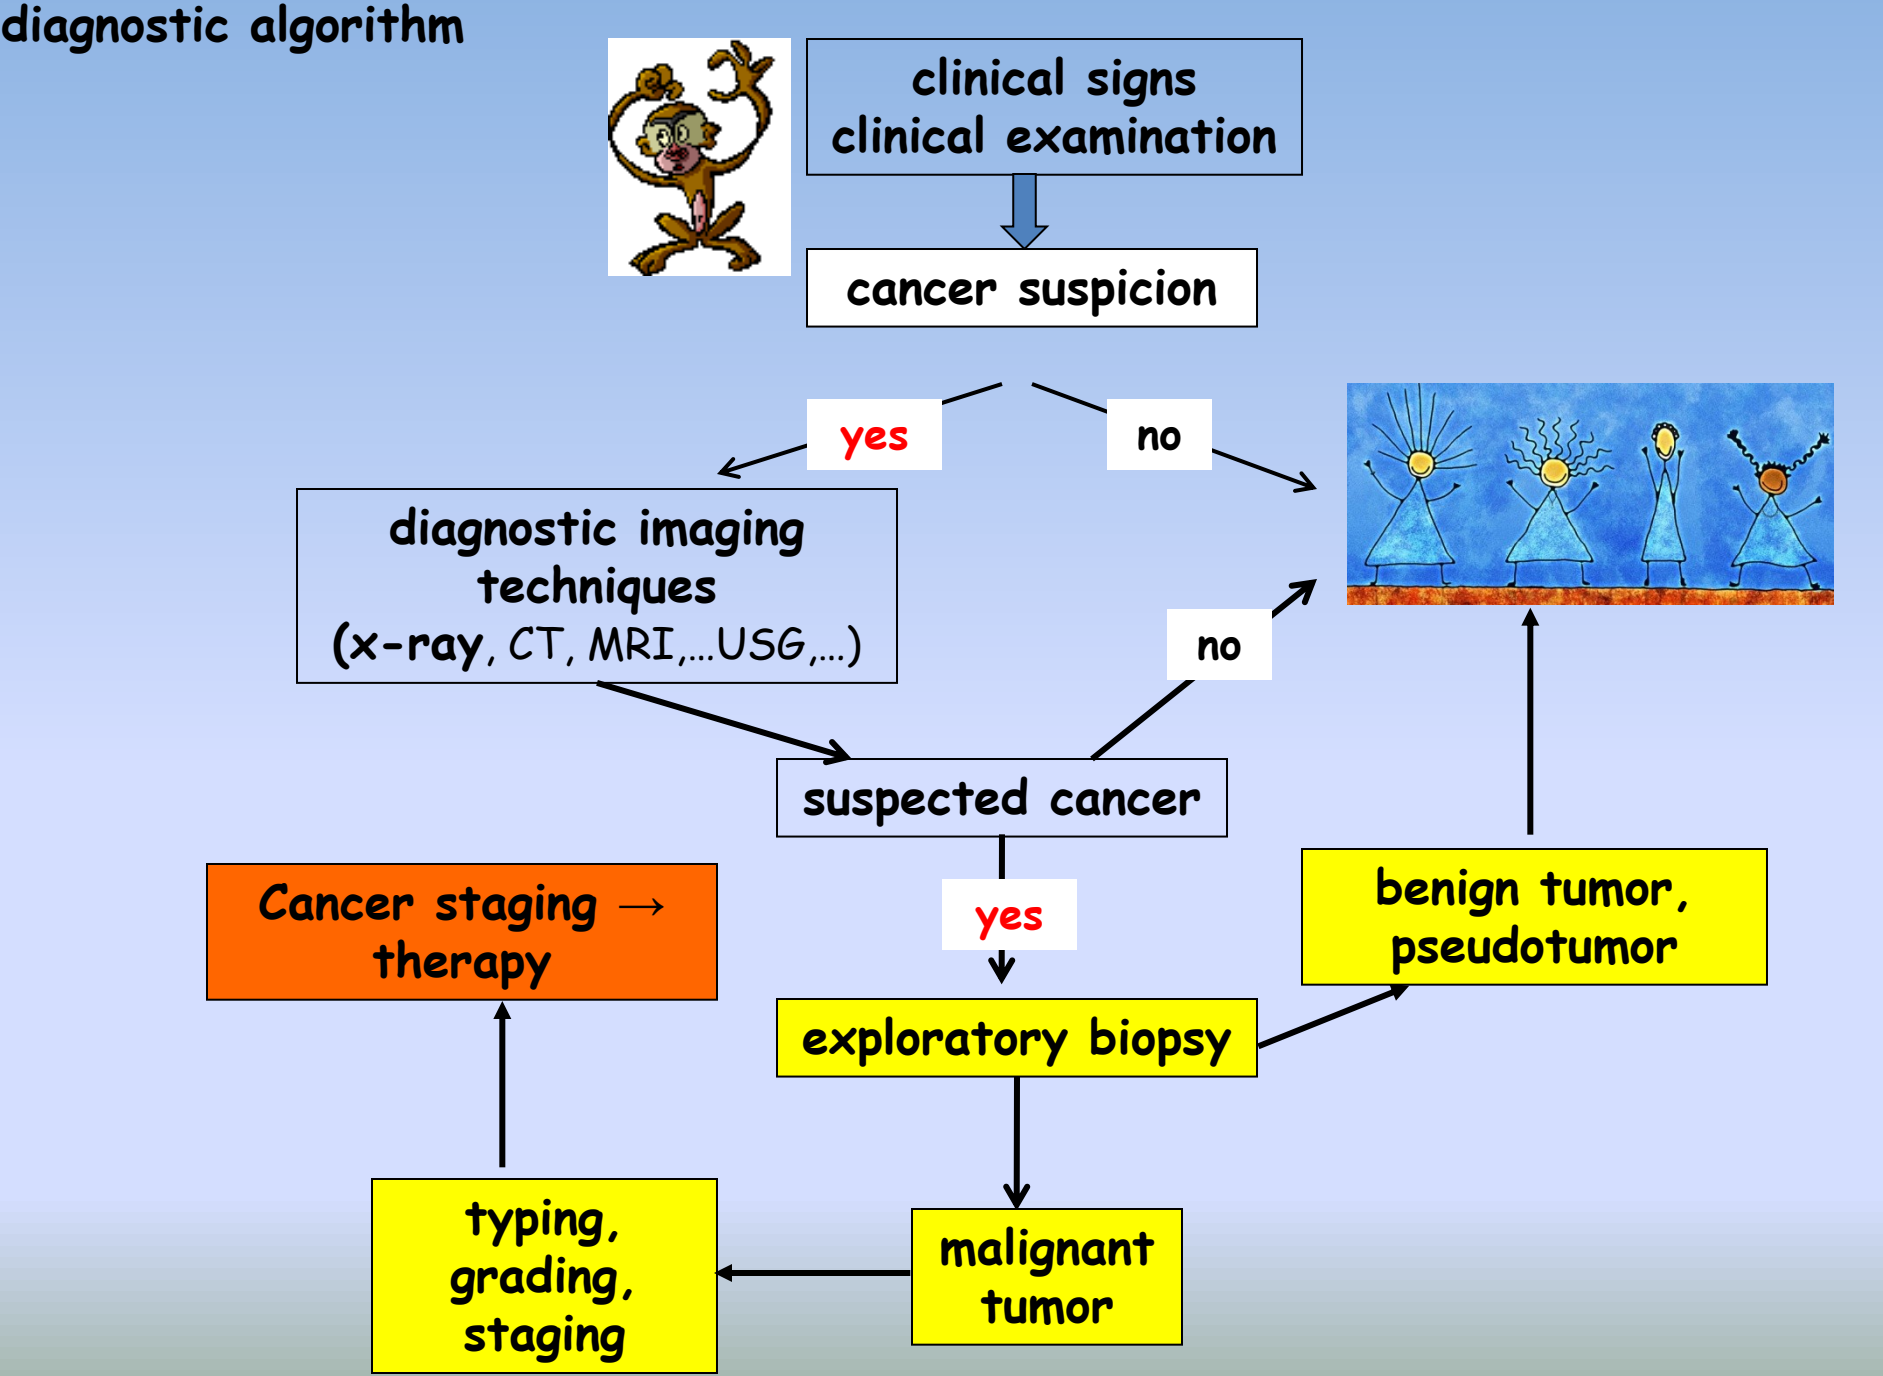 diagnostic algorithm
clinical signs
clinical examination
cancer suspicion
yes
no
diagnostic imaging
techniques
(x-ray, CT, MRI,...USG,...)
no
suspected cancer
yes
Cancer staging →
therapy
benign tumor,
pseudotumor
exploratory biopsy
typing,
grading,
staging
malignant
tumor